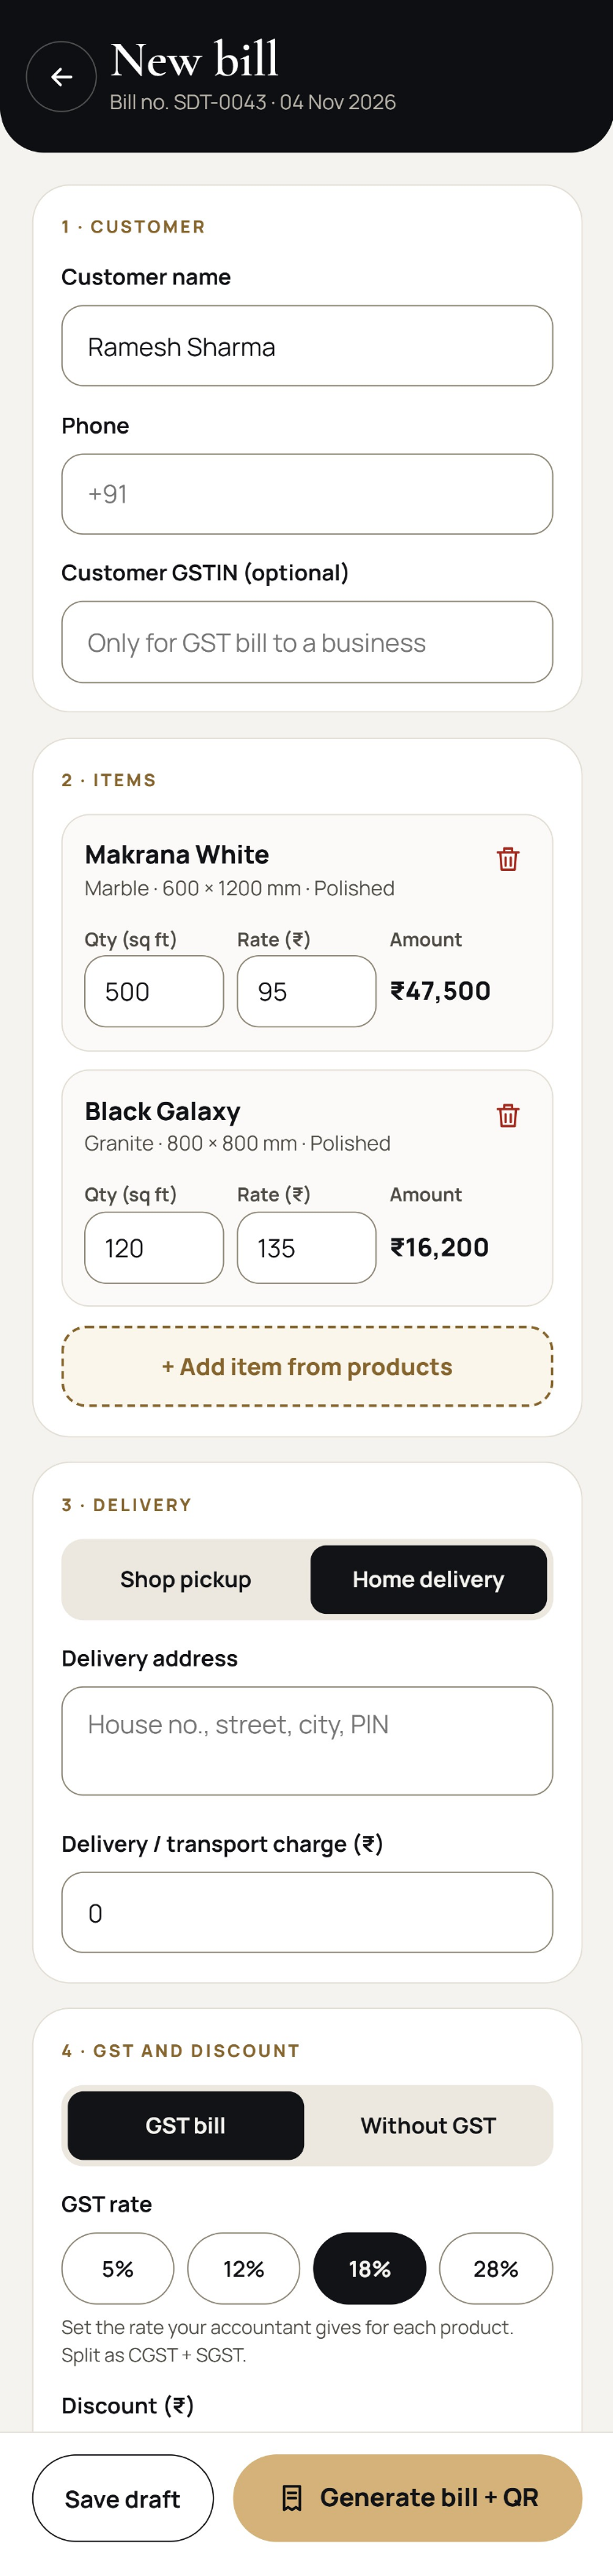 New bill
Bill no. SDT-0043 · 04 Nov 2026
1 · CUSTOMER
Customer name
Ramesh Sharma
Phone
+91
Customer GSTIN (optional)
Only for GST bill to a business
2 · ITEMS
Makrana White
Marble · 600 × 1200 mm · Polished
Qty (sq ft) Rate (₹) Amount
500 95 ₹47,500
Black Galaxy
Granite · 800 × 800 mm · Polished
Qty (sq ft) Rate (₹) Amount
120 135 ₹16,200
+ Add item from products
3 · DELIVERY
Shop pickup Home delivery
Delivery address
House no., street, city, PIN
Delivery / transport charge (₹)
0
4 · GST AND DISCOUNT
GST bill Without GST
GST rate
5% 12% 18% 28%
Set the rate your accountant gives for each product.
Split as CGST + SGST.
Discount (₹)
Save draft Generate bill + QR